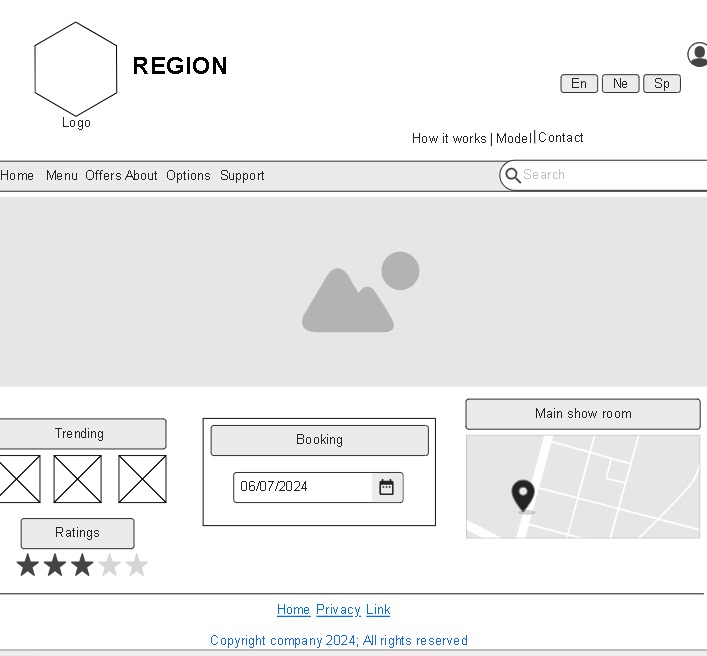 REGION
Logo
En Ne Sp
How it works | Model | Contact
Home Menu Offers About Options Support
Search
Main show room
Trending
Booking
06/07/2024
Ratings
Home Privacy Link
Copyright company 2024; All rights reserved